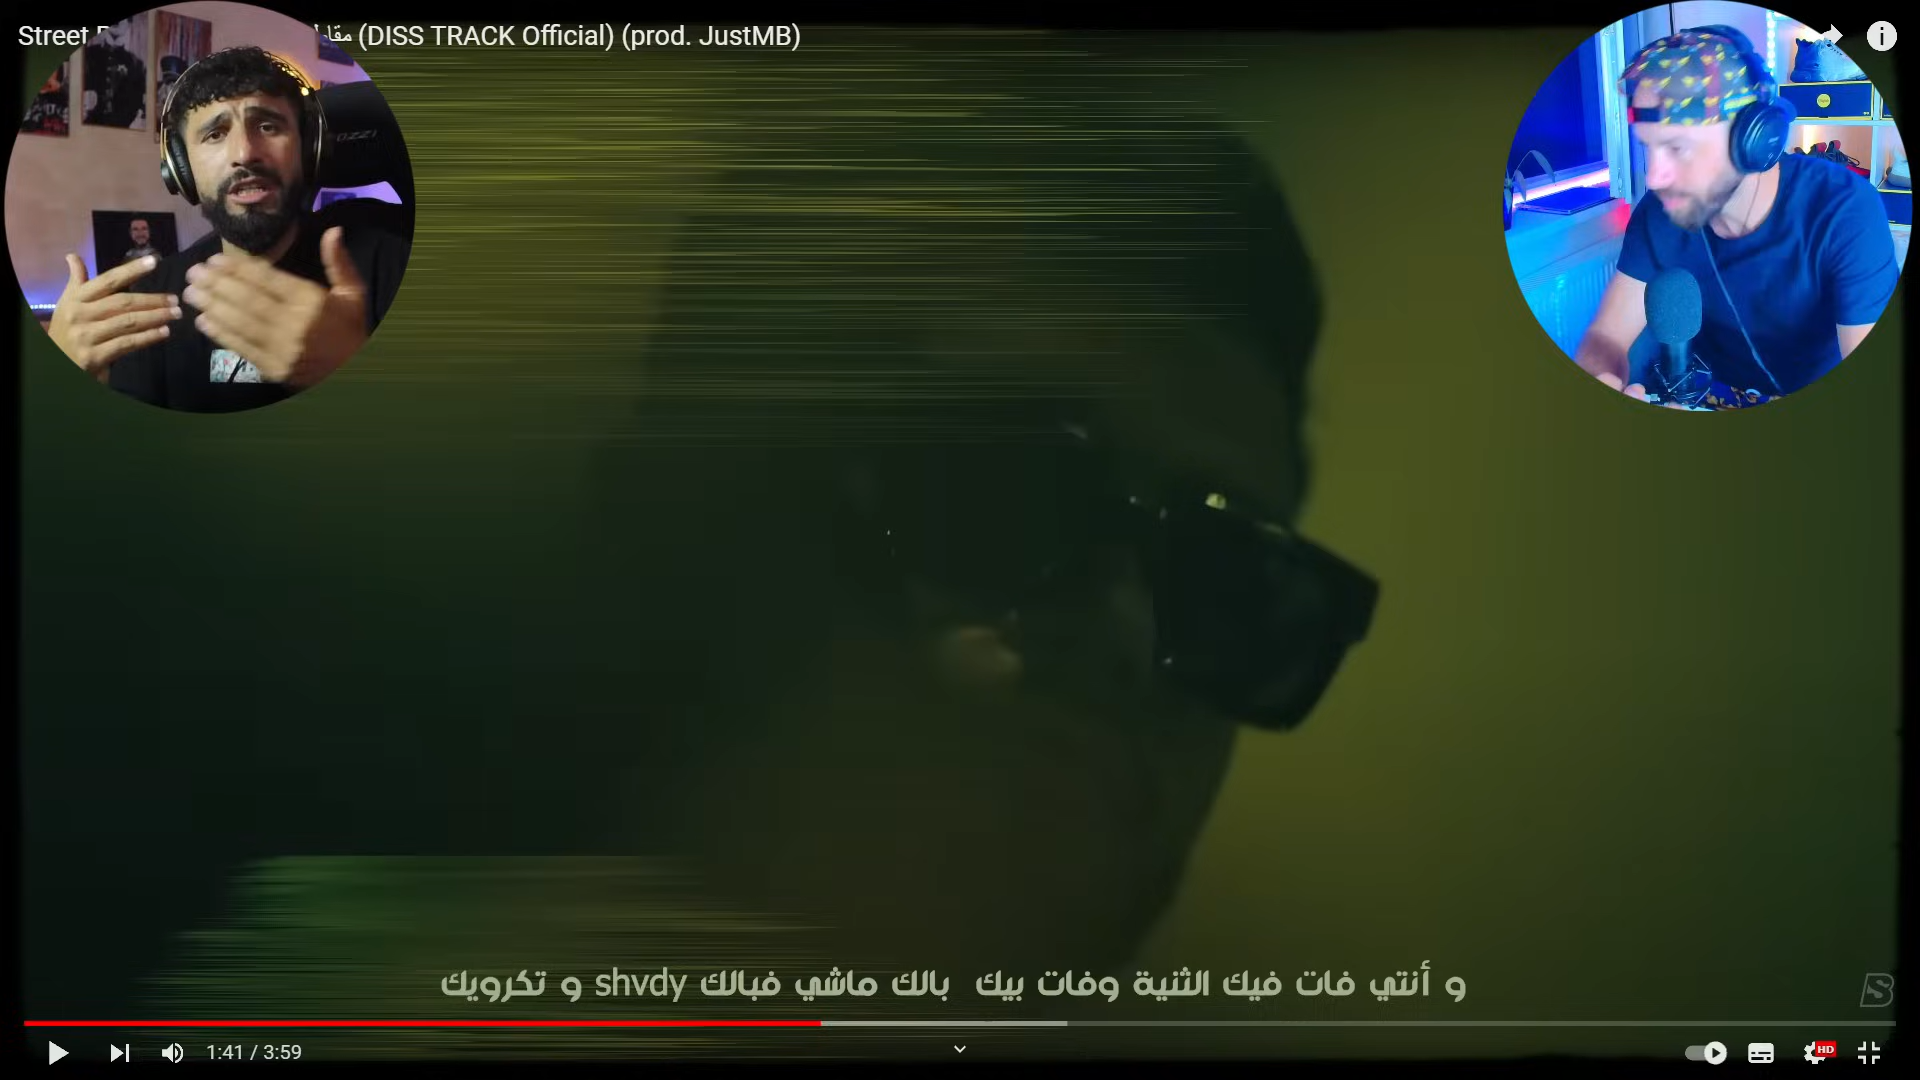 Street (DISS TRACK Official) (prod. JustMB)
و أنتي فات فيك الثنية وفات بيك بالك ماشي فبالك shvdy و تكرويك
1:41 / 3:59
HD